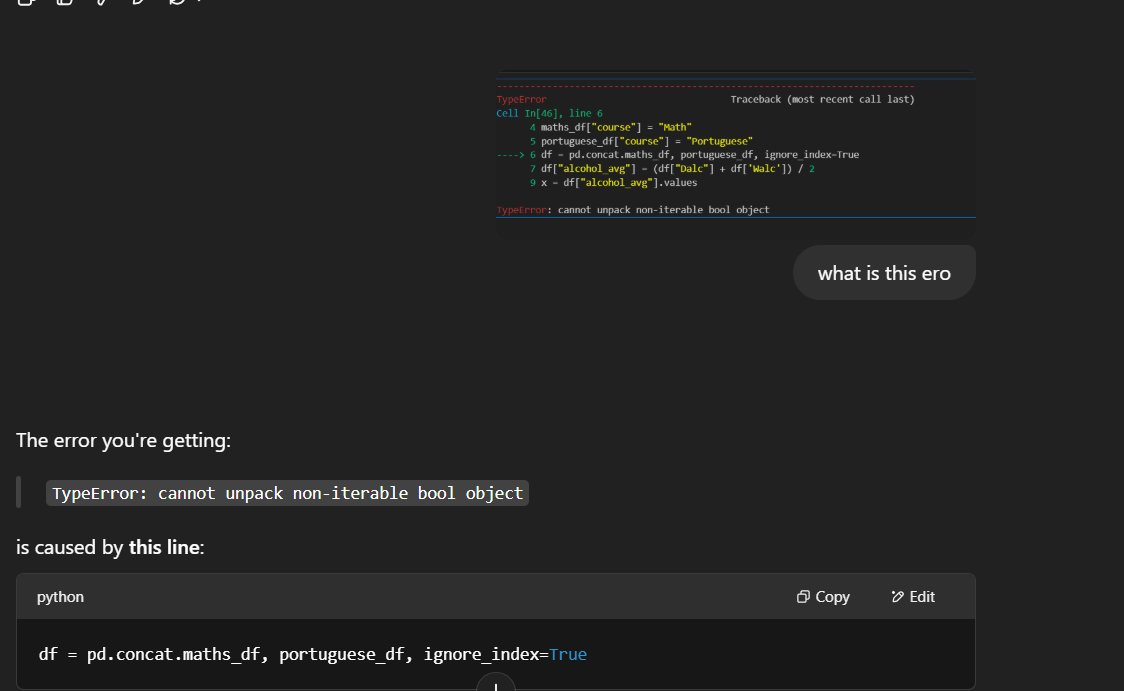 TypeError Traceback (most recent call last)
Cell In[46], line 6
4 maths_df["course"] = "Math"
5 portuguese_df["course"] = "Portuguese"
----> 6 df = pd.concat.maths_df, portuguese_df, ignore_index=True
7 df["alcohol_avg"] = (df["Dalc"] + df['Walc']) / 2
9 x = df["alcohol_avg"].values
TypeError: cannot unpack non-iterable bool object
what is this ero
The error you're getting:
TypeError: cannot unpack non-iterable bool object
is caused by this line:
python Copy Edit
df = pd.concat.maths_df, portuguese_df, ignore_index=True